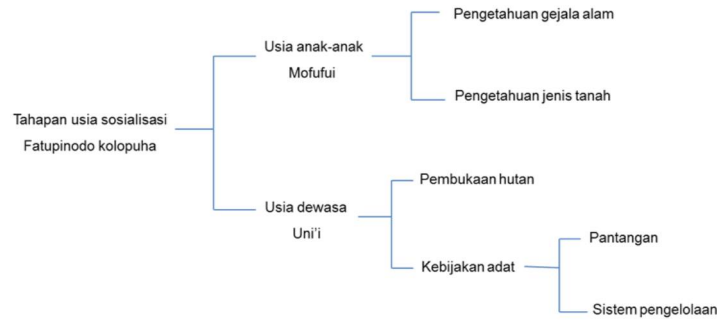 Tahapan usia sosialisasi
Fatupinodo kolopuha
Usia anak-anak
Mofufui
Pengetahuan gejala alam
Pengetahuan jenis tanah
Usia dewasa
Uni'i
Pembukaan hutan
Kebijakan adat
Pantangan
Sistem pengelolaan